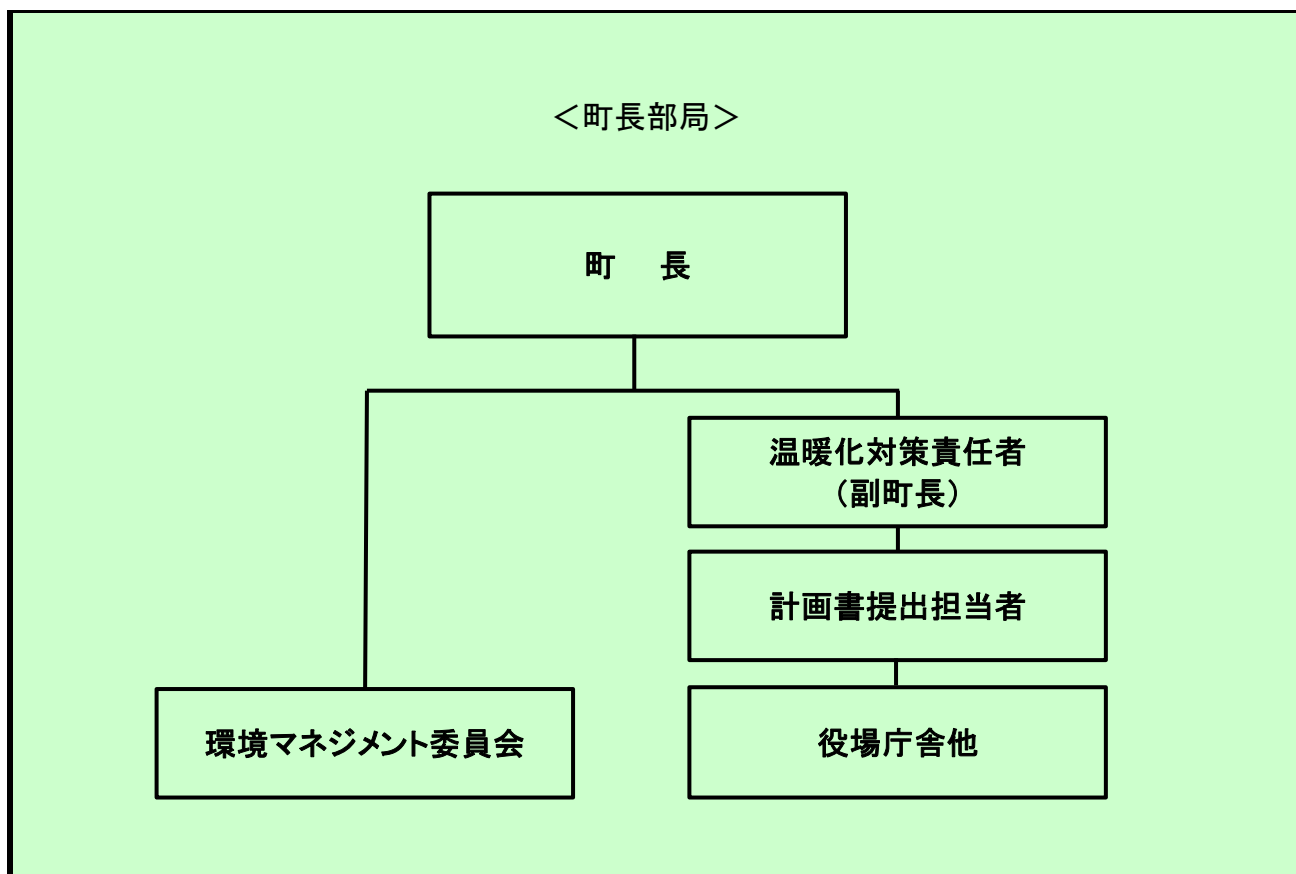 ＜町長部局＞
町　長
温暖化対策責任者
（副町長）
計画書提出担当者
環境マネジメント委員会
役場庁舎他